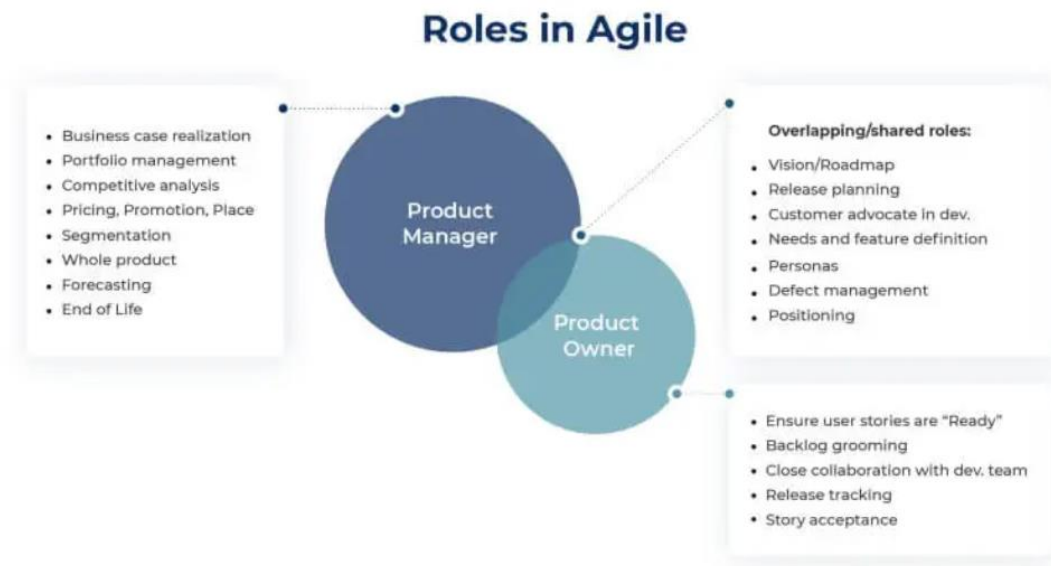 Roles in Agile
• Business case realization
• Portfolio management
• Competitive analysis
• Pricing, Promotion, Place
• Segmentation
• Whole product
• Forecasting
• End of Life
Product
Manager
Product
Owner
Overlapping/shared roles:
• Vision/Roadmap
• Release planning
• Customer advocate in dev.
• Needs and feature definition
• Personas
• Defect management
• Positioning
• Ensure user stories are “Ready”
• Backlog grooming
• Close collaboration with dev. team
• Release tracking
• Story acceptance